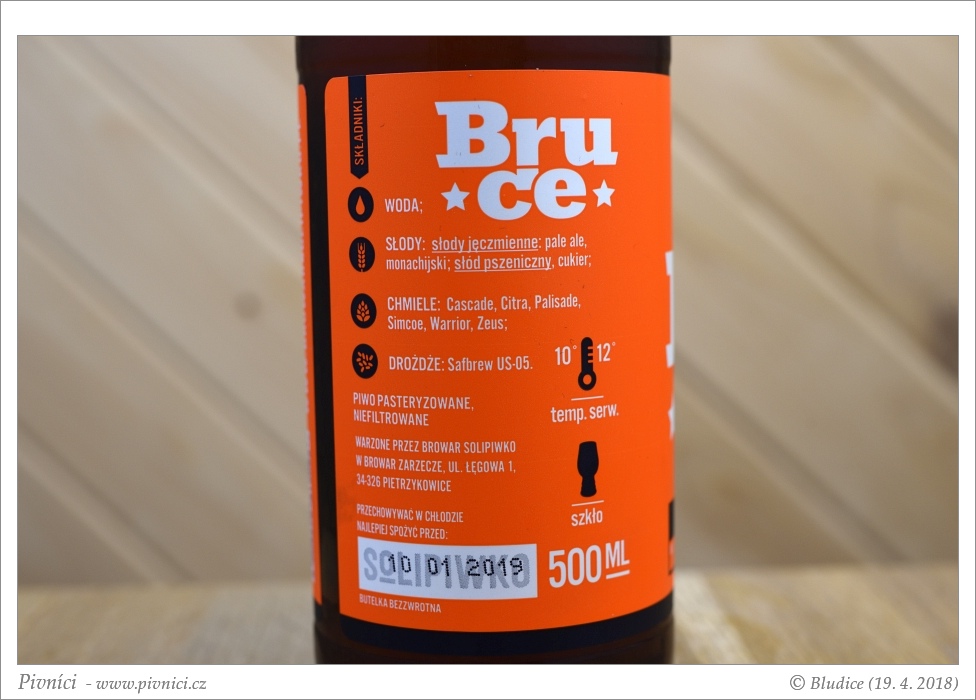 SKŁADNIKI:
Bru
ce
WODA;
SŁODY: słody jęczmienne: pale ale,
monachijski; słód pszeniczny, cukier;
CHMIELE: Cascade, Citra, Palisade,
Simcoe, Warrior, Zeus;
DROŻDŻE: Safbrew US-05.
10° 12°
temp. serw.
PIWO PASTERYZOWANE,
NIEFILTROWANE
WARZONE PRZEZ BROWAR SOLIPIWKO
W BROWAR ZARZECZE, UL. ŁĘGOWA 1,
34-326 PIETRZYKOWICE
szkło
PRZECHOWYWAĆ W CHŁODZIE
NAJLEPIEJ SPOŻYĆ PRZED:
SOLIPIWKO
10 01 2019
500 ML
BUTELKA BEZZWROTNA
Pivníci - www.pivnici.cz
© Bludice (19. 4. 2018)